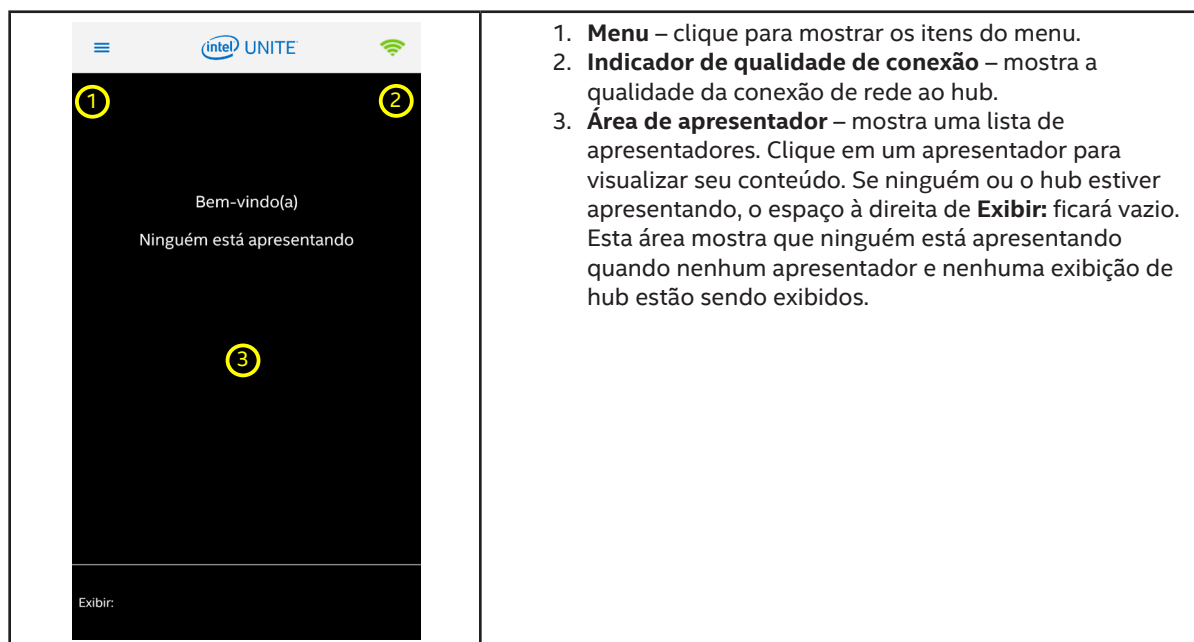 intel UNITE
1
2
Bem-vindo(a)
Ninguém está apresentando
3
Exibir:
1. Menu – clique para mostrar os itens do menu.
2. Indicador de qualidade de conexão – mostra a
qualidade da conexão de rede ao hub.
3. Área de apresentador – mostra uma lista de
apresentadores. Clique em um apresentador para
visualizar seu conteúdo. Se ninguém ou o hub estiver
apresentando, o espaço à direita de Exibir: ficará vazio.
Esta área mostra que ninguém está apresentando
quando nenhum apresentador e nenhuma exibição de
hub estão sendo exibidos.